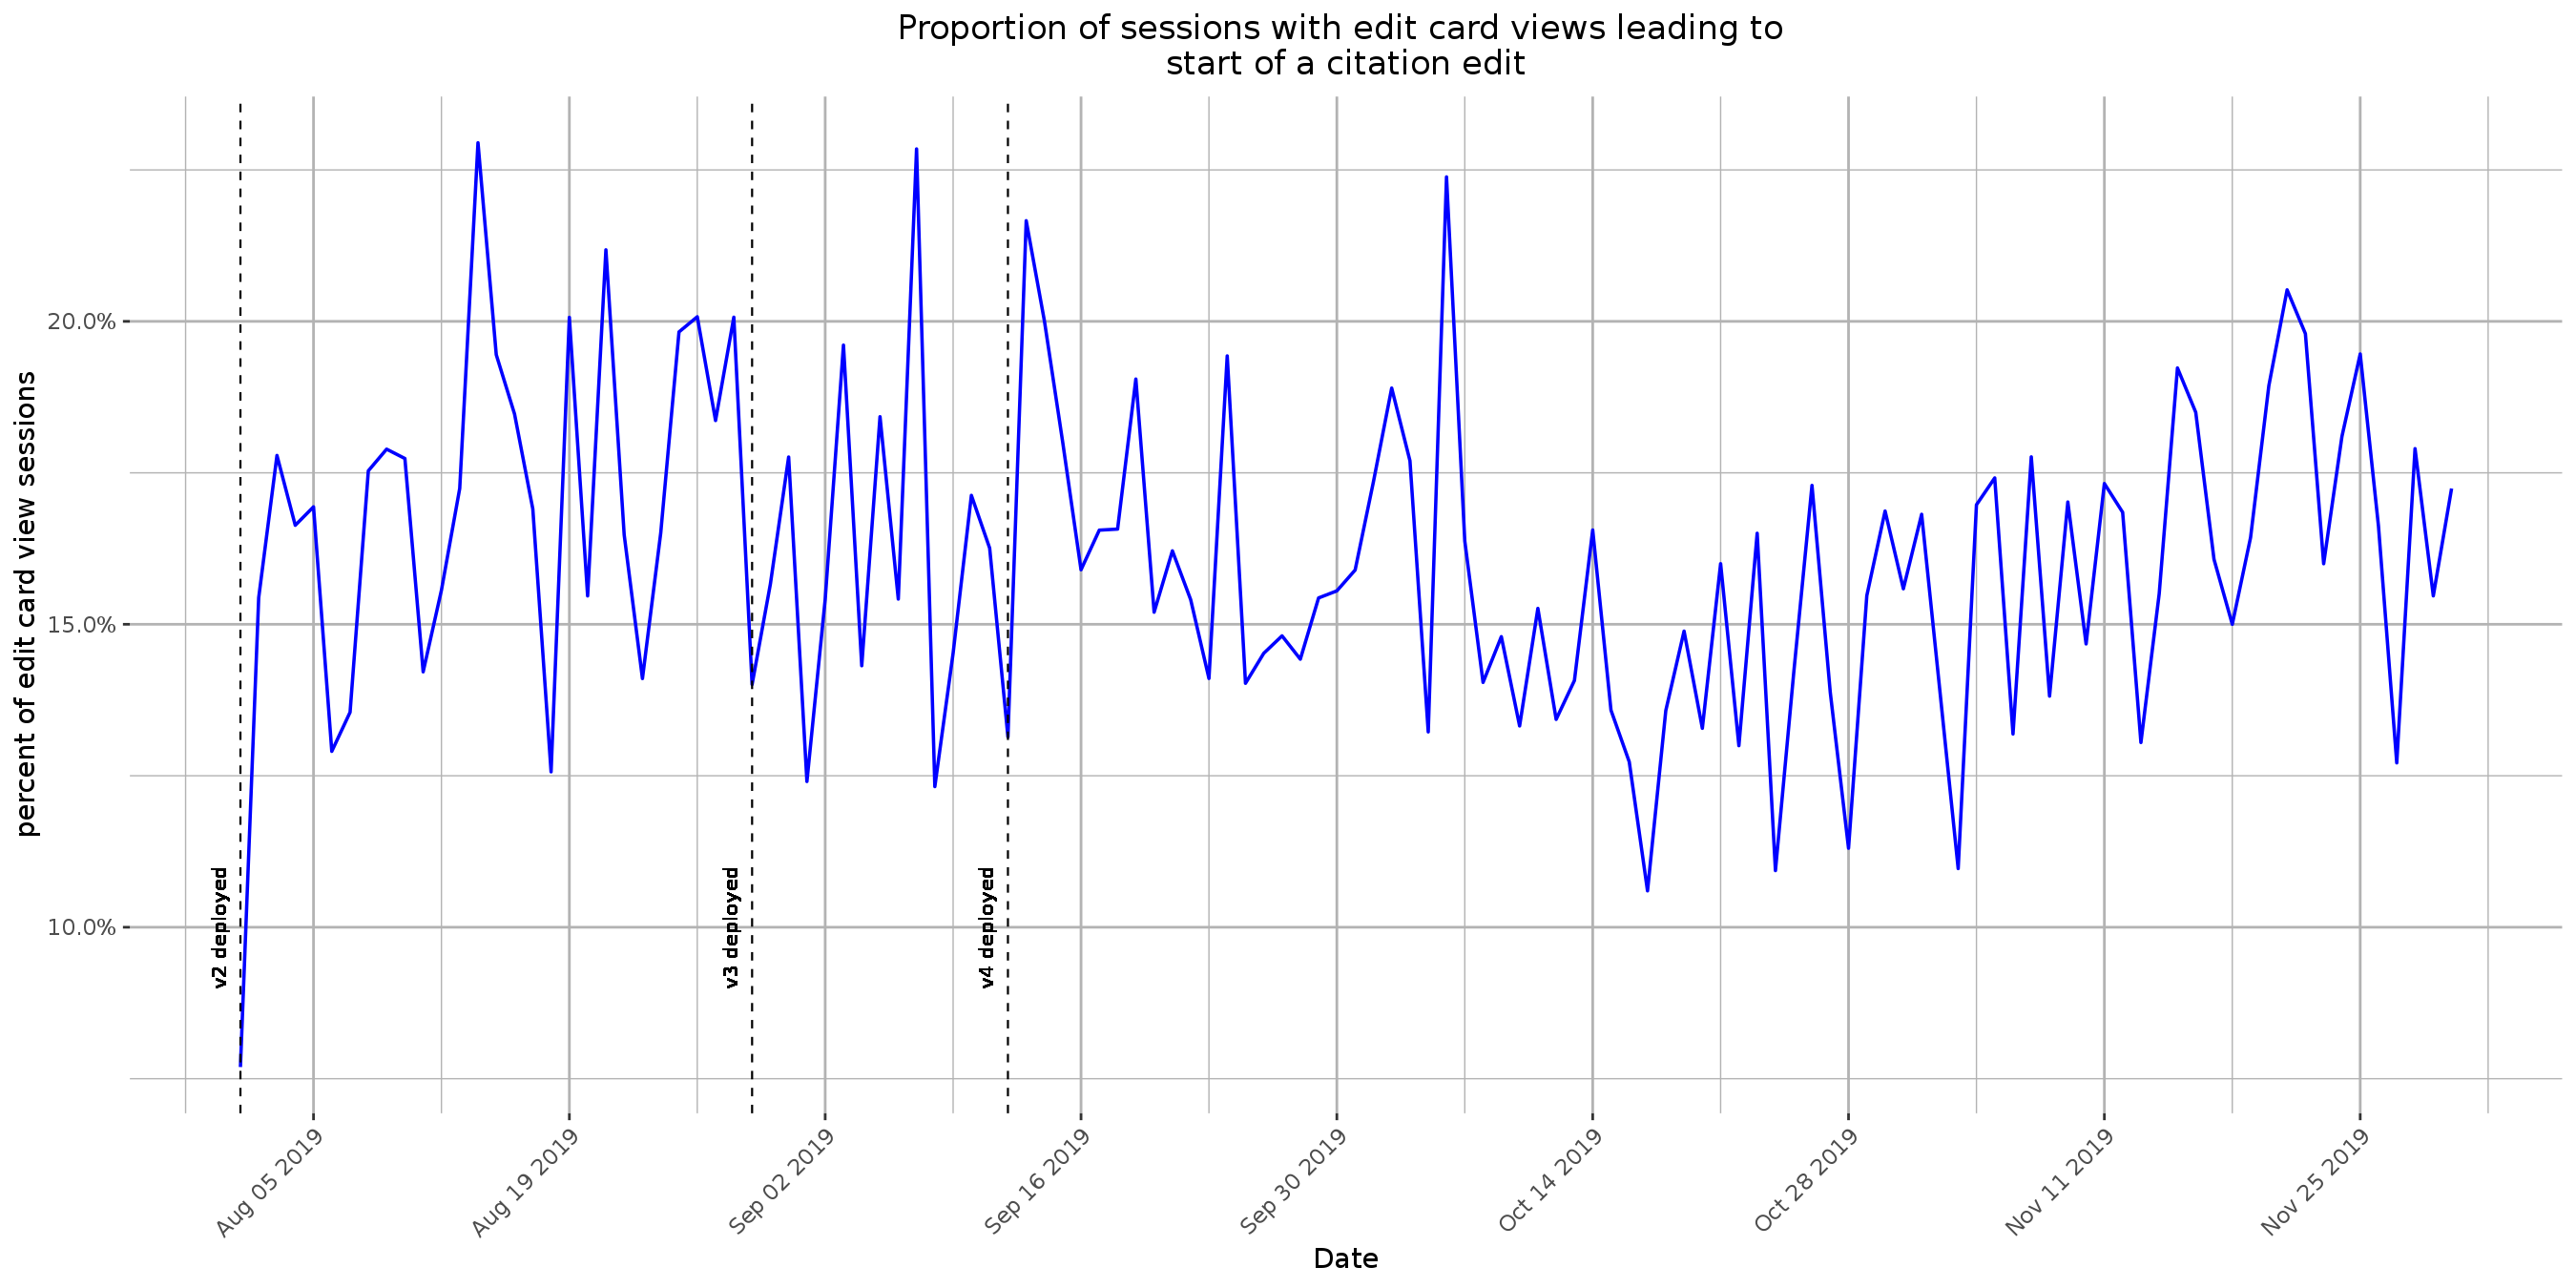 Proportion of sessions with edit card views leading to
start of a citation edit
percent of edit card view sessions
20.0%
15.0%
10.0%
v2 deployed
v3 deployed
v4 deployed
Aug 05 2019
Aug 19 2019
Sep 02 2019
Sep 16 2019
Sep 30 2019
Oct 14 2019
Oct 28 2019
Nov 11 2019
Nov 25 2019
Date